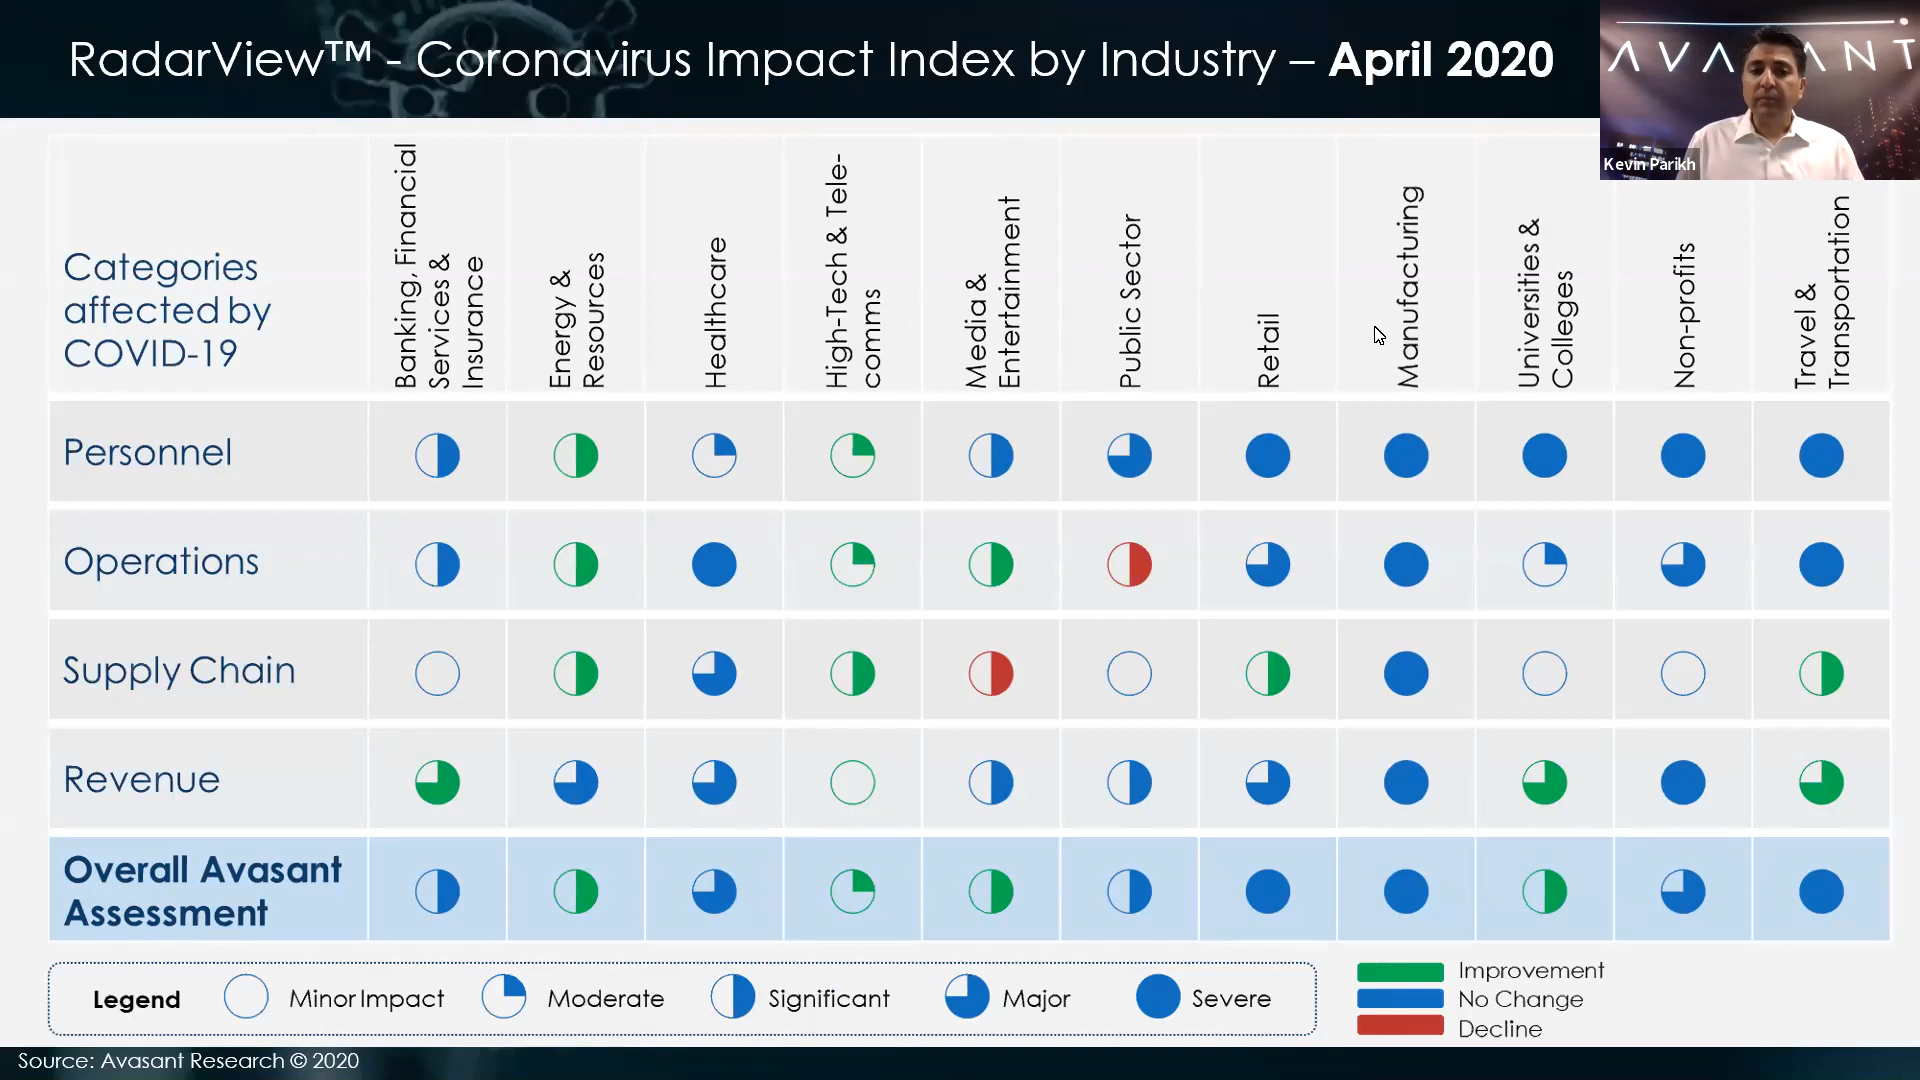 RadarView™ - Coronavirus Impact Index by Industry – April 2020
AVASANT
Kevin Parikh
Categories
affected by
COVID-19
Banking, Financial
Services &
Insurance
Energy &
Resources
Healthcare
High-Tech & Tele-
comms
Media &
Entertainment
Public Sector
Retail
Manufacturing
Universities &
Colleges
Non-profits
Travel &
Transportation
Personnel
Operations
Supply Chain
Revenue
Overall Avasant
Assessment
Legend
Minor Impact
Moderate
Significant
Major
Severe
Improvement
No Change
Decline
Source: Avasant Research © 2020